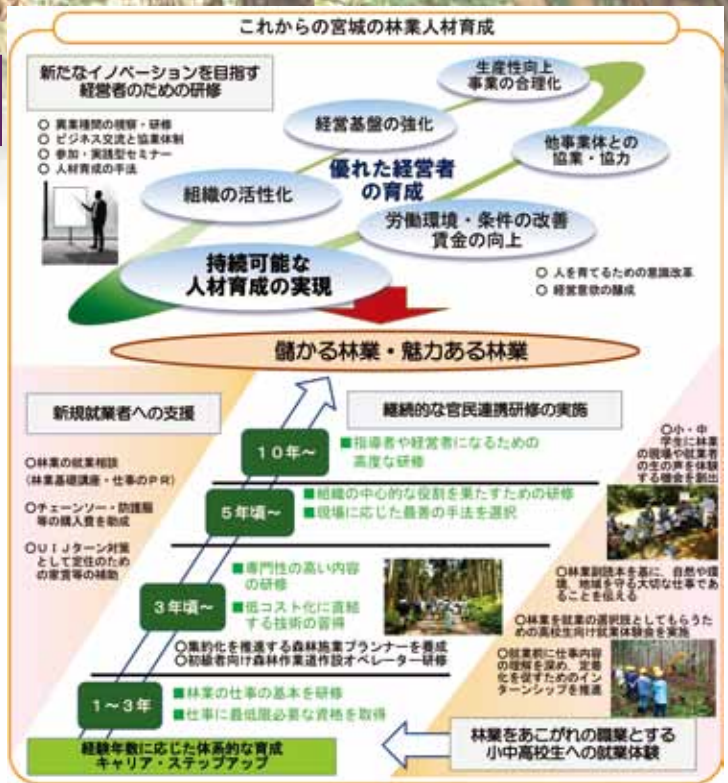 これからの宮城の林業人材育成
新たなイノベーションを目指す
経営者のための研修
○ 異業種間の視察・研修
○ ビジネス交流と協業体制
○ 参加・実践型セミナー
○ 人材育成の手法
生産性向上
事業の合理化
経営基盤の強化
他事業体との
協業・協力
優れた経営者
の育成
組織の活性化
労働環境・条件の改善
賃金の向上
持続可能な
人材育成の実現
○ 人を育てるための意識改革
○ 経営意欲の醸成
儲かる林業・魅力ある林業
新規就業者への支援
○林業の就業相談
(林業基礎講座・仕事のPR)
○チェーンソー・防護服
等の購入費を助成
○UIJターン対策
として定住のため
の家賃等の補助
継続的な官民連携研修の実施
10年～
■指導者や経営者になるための
高度な研修
5年頃～
■組織の中心的な役割を果たすための研修
■現場に応じた最善の手法を選択
3年頃～
■専門性の高い内容
の研修
■低コスト化に直結
する技術の習得
○集約化を推進する森林施業プランナーを養成
○初級者向け森林作業道作設オペレーター研修
1～3年
■林業の仕事の基本を研修
■仕事に最低限必要な資格を取得
経験年数に応じた体系的な育成
キャリア・ステップアップ
○小・中
学生に林業
の現場や就業者
の生の声を体験
する機会を創出
○林業副読本を基に、自然や環
境、地域を守る大切な仕事であ
ることを伝える
○林業を就業の選択肢としてもらうた
めの高校生向け就業体験会を実施
○就業前に仕事内容
の理解を深め、定着
化を促すためのイン
ターンシップを推進
林業をあこがれの職業とする
小中高校生への就業体験